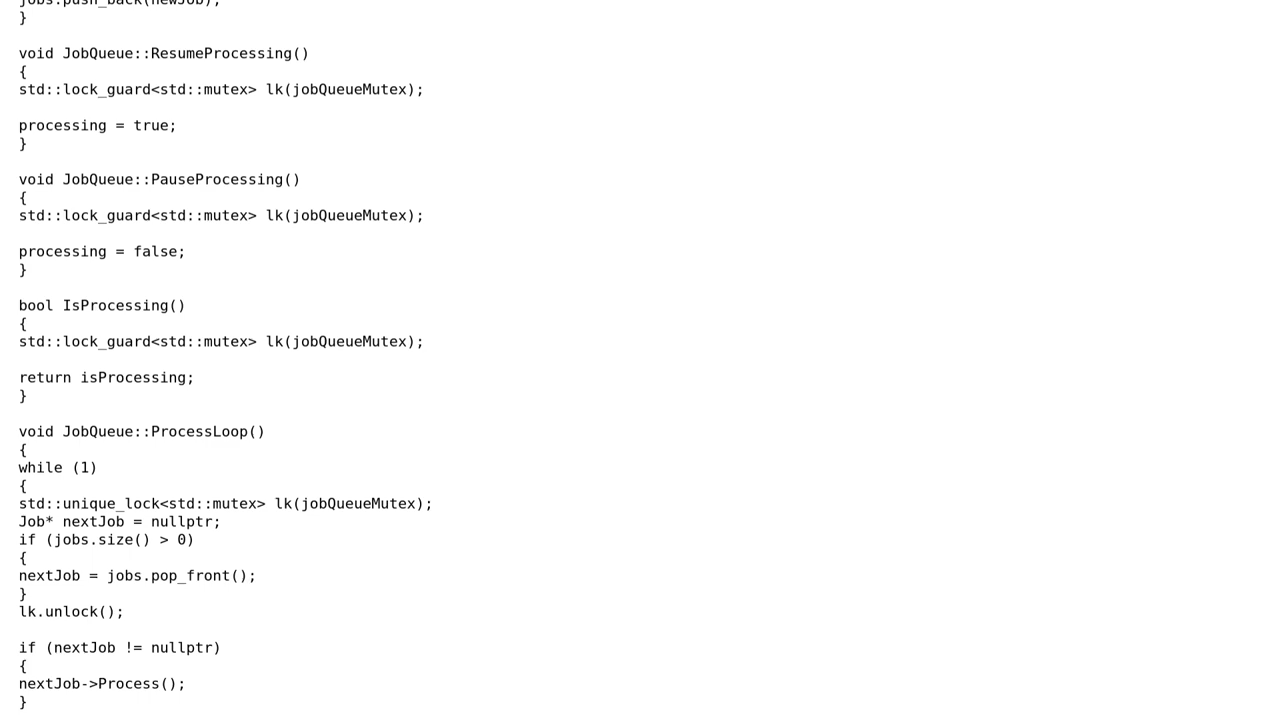 jobs.push_back(newJob);
}
void JobQueue::ResumeProcessing()
{
std::lock_guard<std::mutex> lk(jobQueueMutex);
processing = true;
}
void JobQueue::PauseProcessing()
{
std::lock_guard<std::mutex> lk(jobQueueMutex);
processing = false;
}
bool IsProcessing()
{
std::lock_guard<std::mutex> lk(jobQueueMutex);
return isProcessing;
}
void JobQueue::ProcessLoop()
{
while (1)
{
std::unique_lock<std::mutex> lk(jobQueueMutex);
Job* nextJob = nullptr;
if (jobs.size() > 0)
{
nextJob = jobs.pop_front();
}
lk.unlock();
if (nextJob != nullptr)
{
nextJob->Process();
}